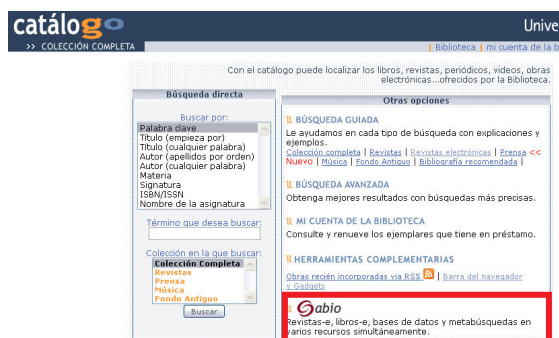 catálogo
>> COLECCIÓN COMPLETA
Unive
| Biblioteca | mi cuenta de la b
Con el catálogo puede localizar los libros, revistas, periódicos, videos, obras
electrónicas...ofrecidos por la Biblioteca.
Búsqueda directa
Buscar por:
Palabra clave
Título (empieza por)
Título (cualquier palabra)
Autor (apellidos por orden)
Autor (cualquier palabra)
Materia
Signatura
ISBN/ISSN
Nombre de la asignatura
Término que desea buscar:
Colección en la que buscar:
Colección Completa
Revistas
Prensa
Música
Fondo Antiguo
Buscar
Otras opciones
BÚSQUEDA GUIADA
Le ayudamos en cada tipo de búsqueda con explicaciones y
ejemplos.
Colección completa | Revistas | Revistas electrónicas | Prensa <<
Nuevo | Música | Fondo Antiguo | Bibliografía recomendada |
BÚSQUEDA AVANZADA
Obtenga mejores resultados con búsquedas más precisas.
MI CUENTA DE LA BIBLIOTECA
Consulte y renueve los ejemplares que tiene en préstamo.
HERRAMIENTAS COMPLEMENTARIAS
Obras recién incorporadas via RSS | Barra del navegador
y Gadgets
Sabio
Revistas-e, libros-e, bases de datos y metabúsquedas en
varios recursos simultáneamente.